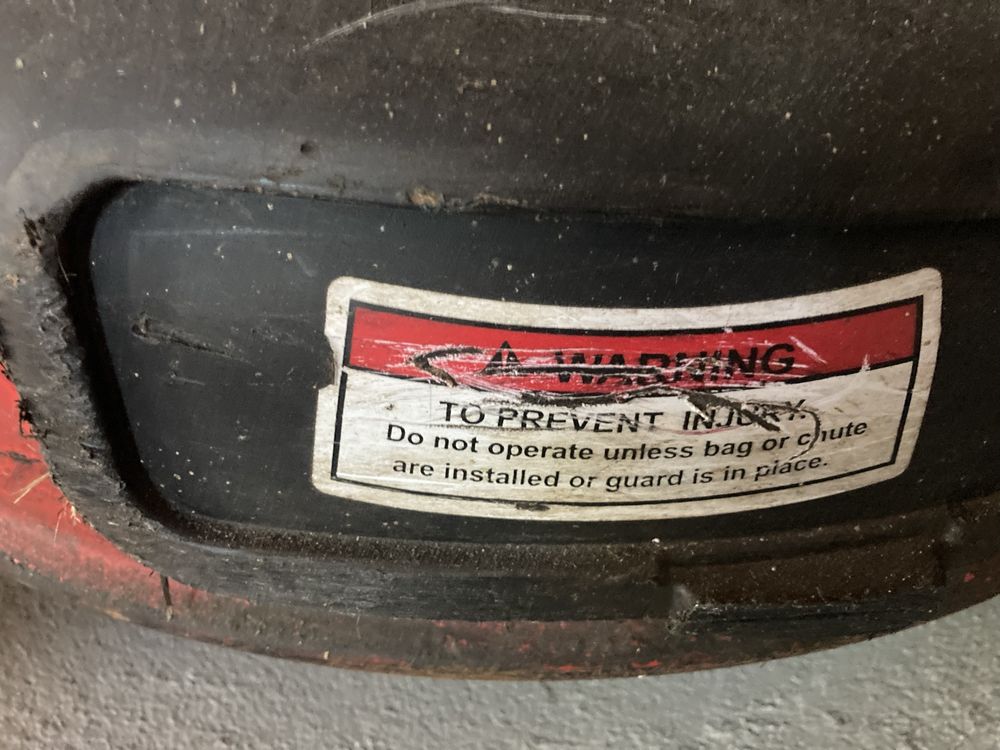 WARNING
TO PREVENT INJURY.
Do not operate unless bag or chute
are installed or guard is in place.